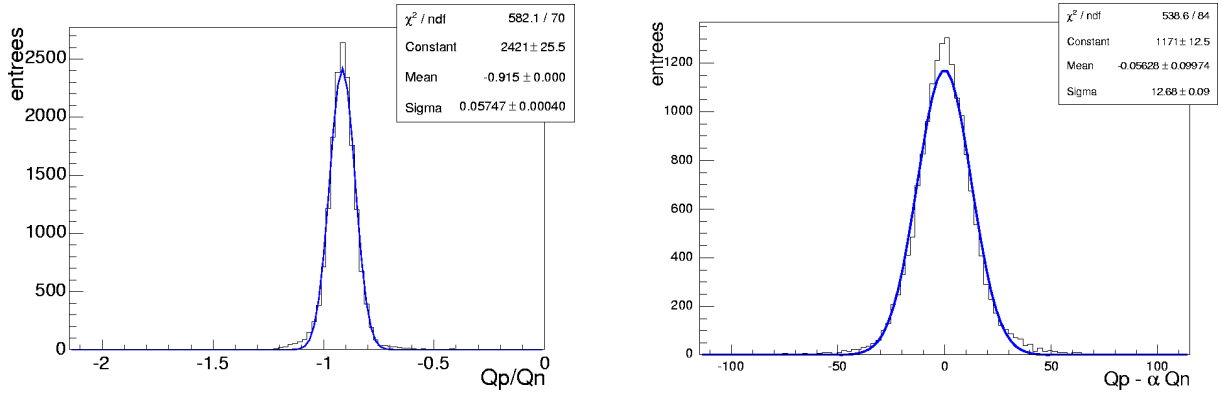 χ² / ndf 582.1 / 70
Constant 2421 ± 25.5
Mean -0.915 ± 0.000
Sigma 0.05747 ± 0.00040
entrees
2500
2000
1500
1000
500
0
-2 -1.5 -1 -0.5 0
Qp/Qn
χ² / ndf 538.6 / 84
Constant 1171 ± 12.5
Mean -0.05628 ± 0.09974
Sigma 12.68 ± 0.09
entrees
1200
1000
800
600
400
200
0
-100 -50 0 50 100
Qp - α Qn